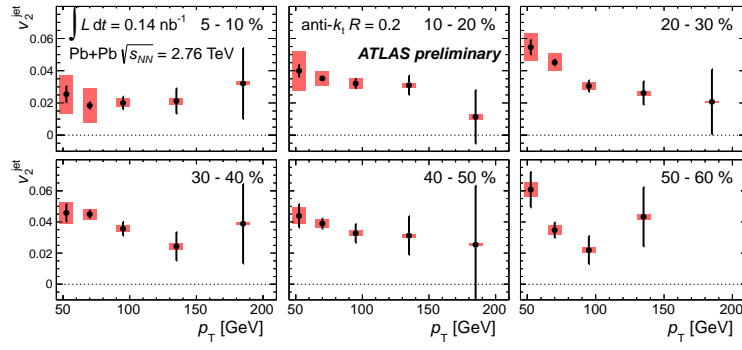 ∫ L dt = 0.14 nb⁻¹ 5 - 10 %
Pb+Pb √s_NN = 2.76 TeV
anti-k_t R = 0.2 10 - 20 %
ATLAS preliminary
20 - 30 %
v_2^jet
0.06
0.04
0.02
0
30 - 40 %
40 - 50 %
50 - 60 %
v_2^jet
0.06
0.04
0.02
0
50 100 150 200
50 100 150 200
50 100 150 200
p_T [GeV]
p_T [GeV]
p_T [GeV]